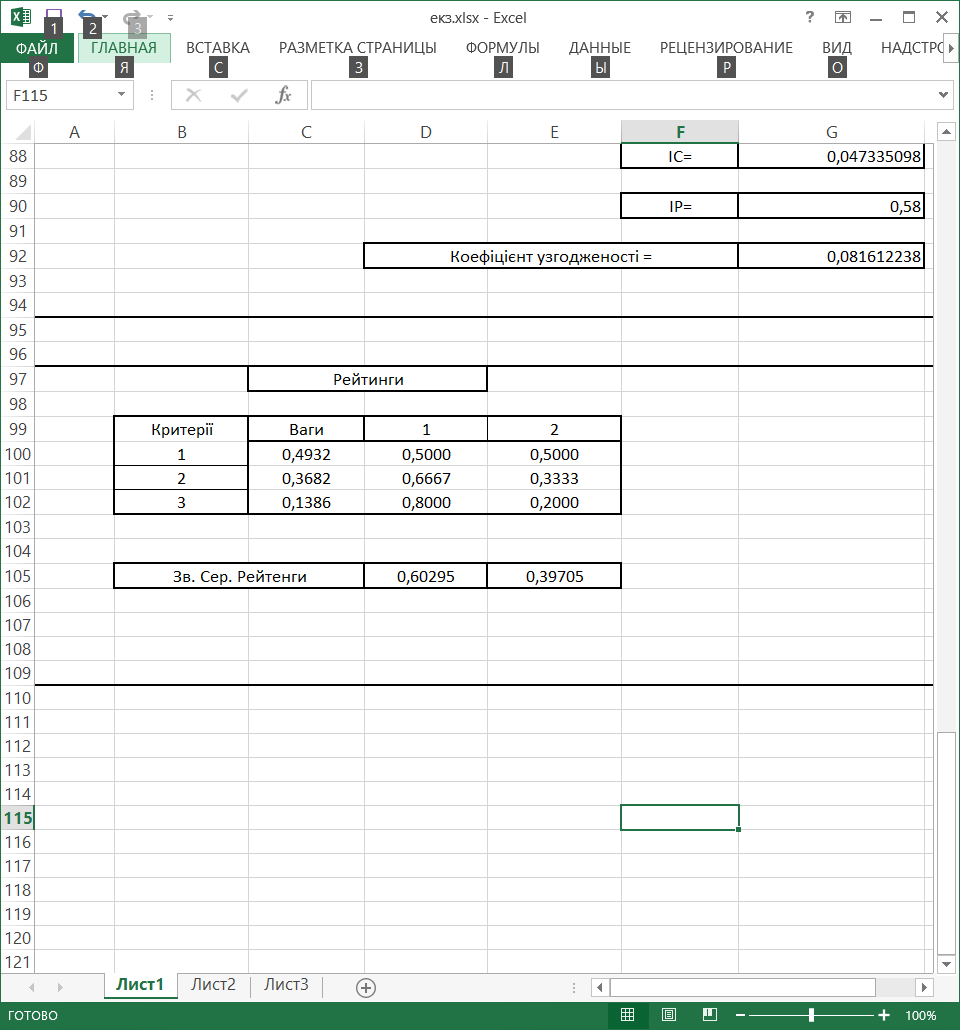 екз.xlsx - Excel
?
1 2 3
ФАЙЛ ГЛАВНАЯ ВСТАВКА РАЗМЕТКА СТРАНИЦЫ ФОРМУЛЫ ДАННЫЕ РЕЦЕНЗИРОВАНИЕ ВИД НАДСТРО
Ф Я С З Л Ы Р О
F115 fx
A B C D E F G
88 ІС= 0,047335098
89
90 ІР= 0,58
91
92 Коефіцієнт узгодженості = 0,081612238
93
94
95
96
97 Рейтинги
98
99 Критерії Ваги 1 2
100 1 0,4932 0,5000 0,5000
101 2 0,3682 0,6667 0,3333
102 3 0,1386 0,8000 0,2000
103
104
105 Зв. Сер. Рейтенги 0,60295 0,39705
106
107
108
109
110
111
112
113
114
115
116
117
118
119
120
121
Лист1 Лист2 Лист3
ГОТОВО 100%